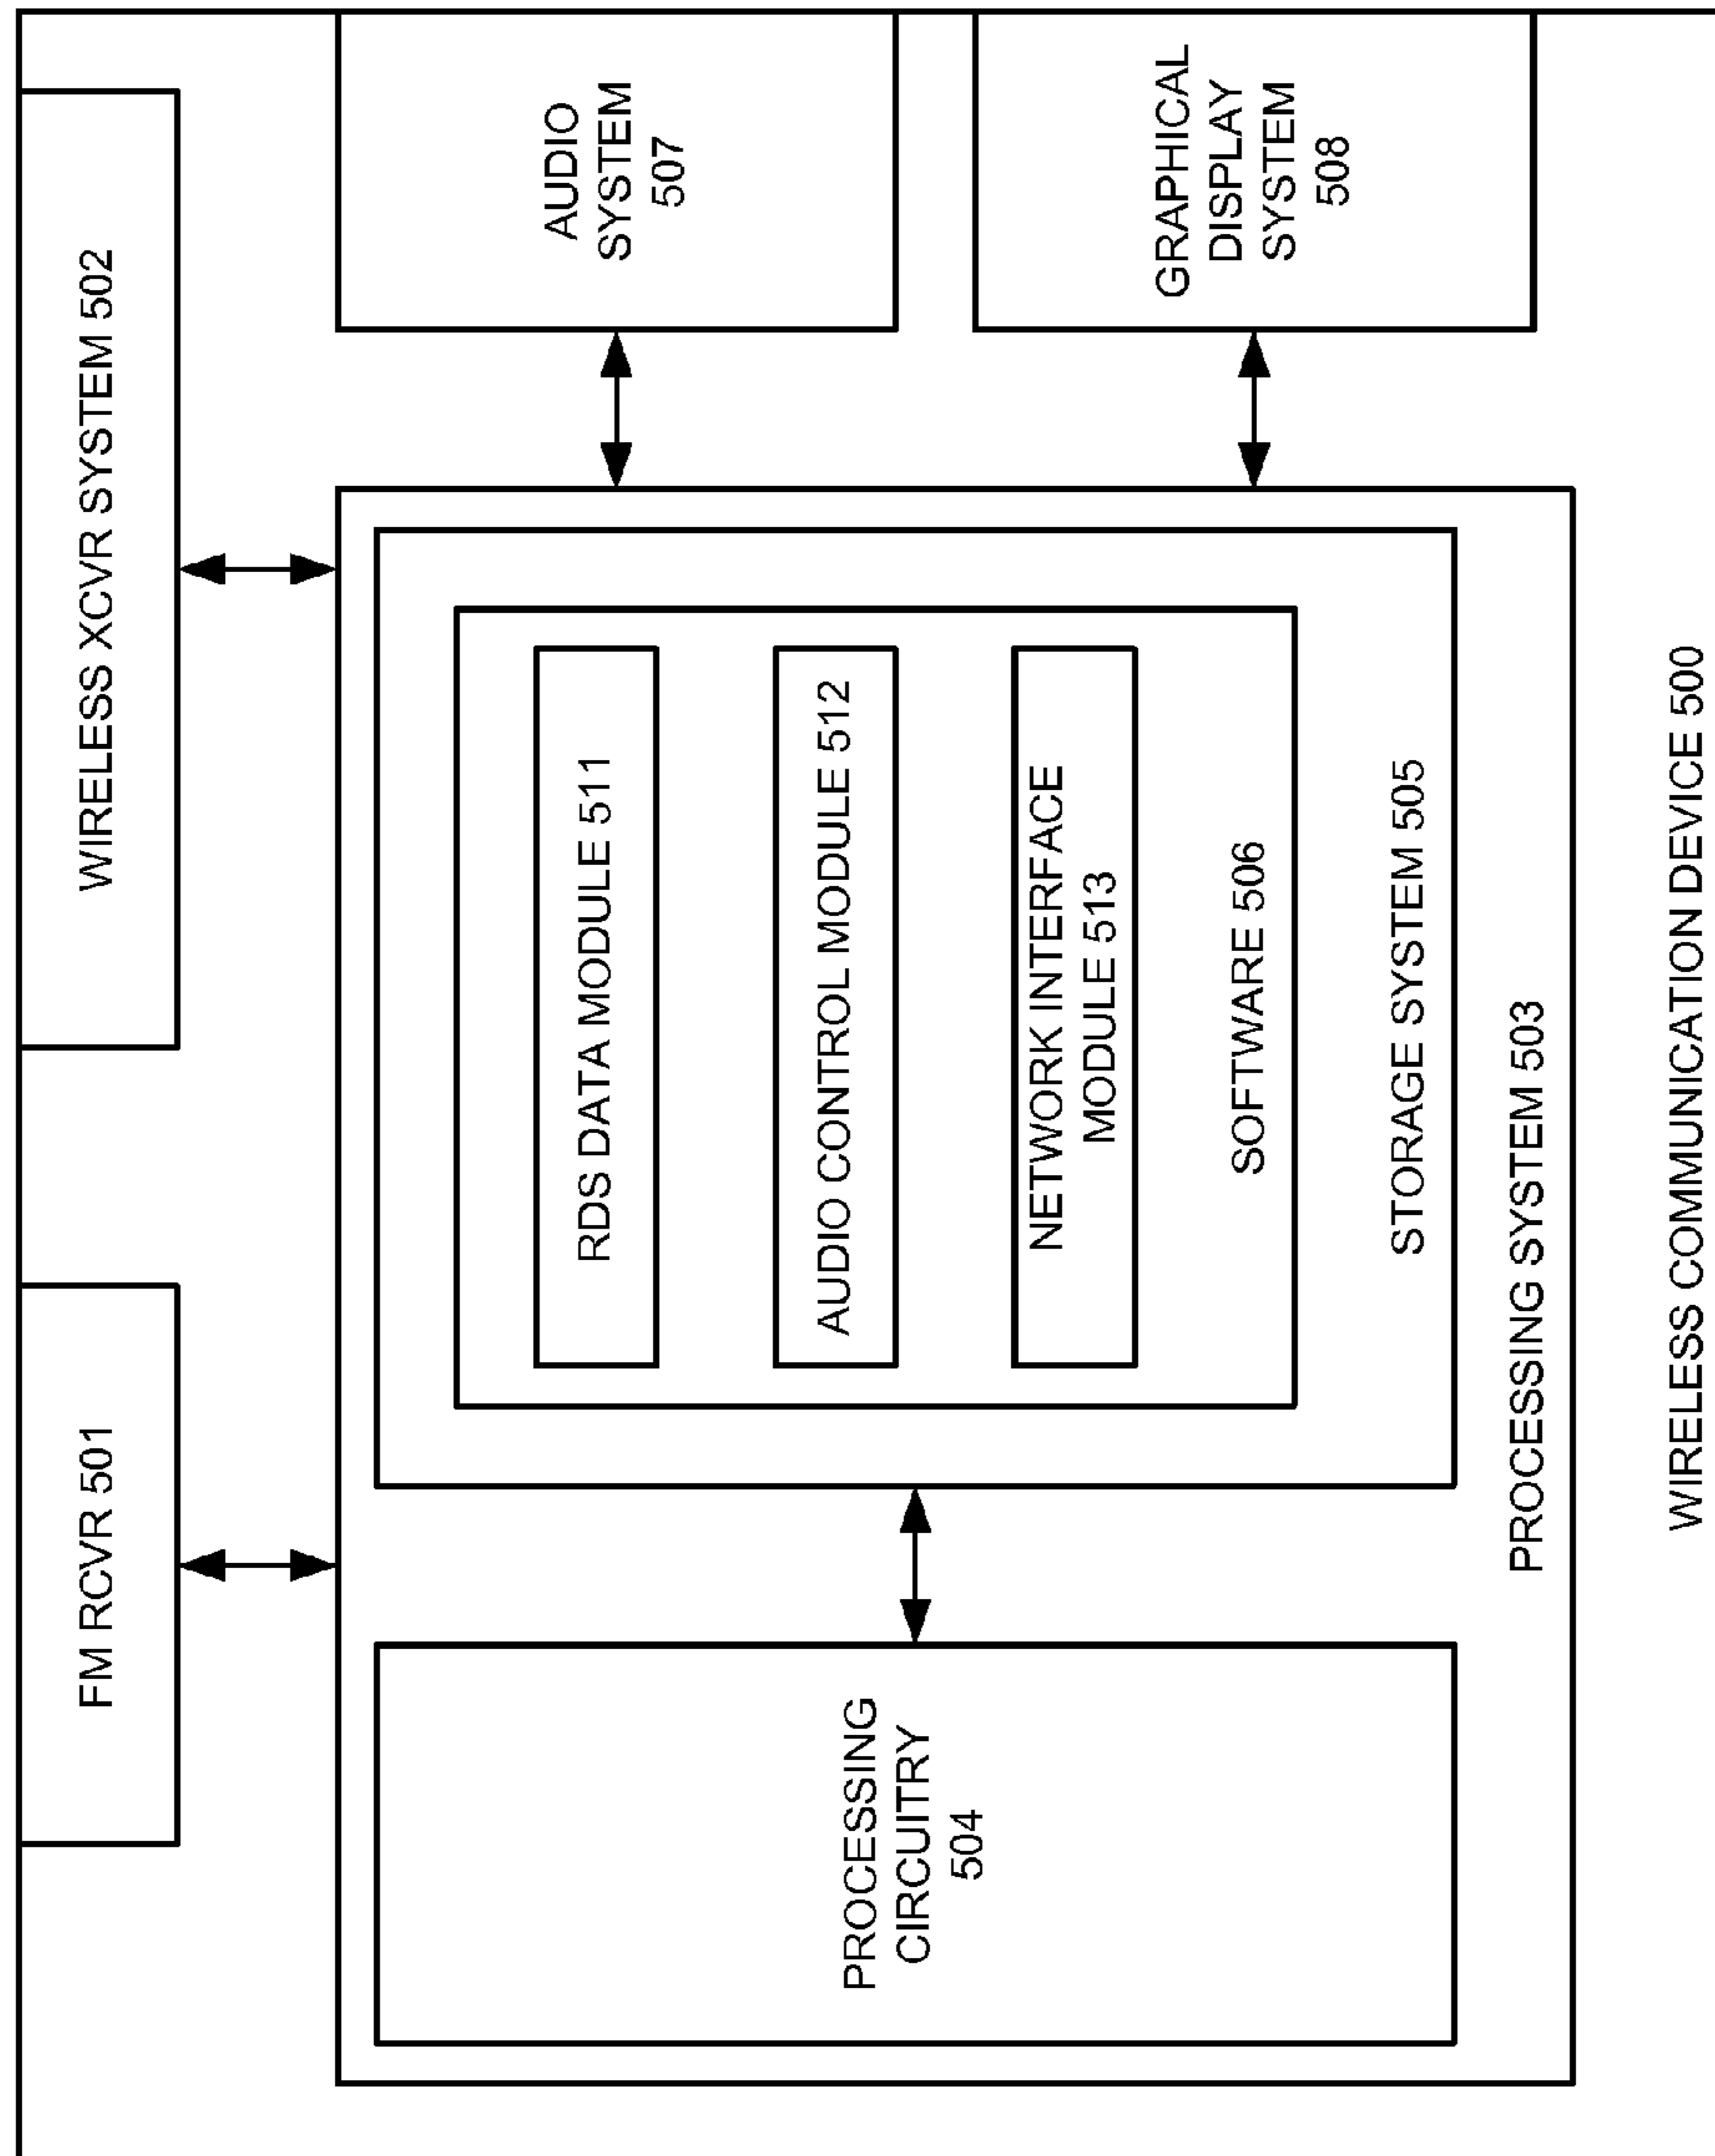 FM RCVR 501
WIRELESS XCVR SYSTEM 502
PROCESSING
CIRCUITRY
504
RDS DATA MODULE 511
AUDIO CONTROL MODULE 512
NETWORK INTERFACE
MODULE 513
SOFTWARE 506
STORAGE SYSTEM 505
PROCESSING SYSTEM 503
AUDIO
SYSTEM
507
GRAPHICAL
DISPLAY
SYSTEM
508
WIRELESS COMMUNICATION DEVICE 500